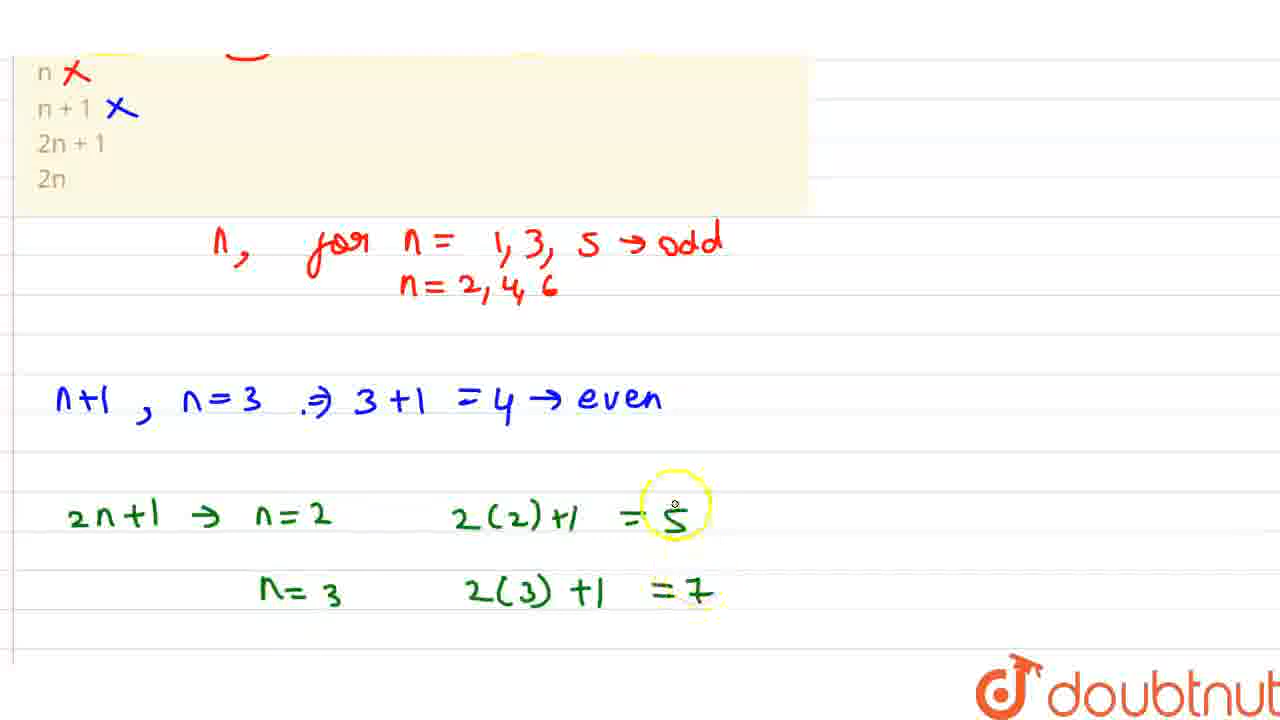 n ×
n + 1 ×
2n + 1
2n
n, for n = 1, 3, 5 → odd
n = 2, 4, 6
n+1 , n = 3 ⇒ 3 + 1 = 4 → even
2n+1 → n = 2 2(2) +1 = 5
n = 3 2(3) +1 = 7
doubtnut